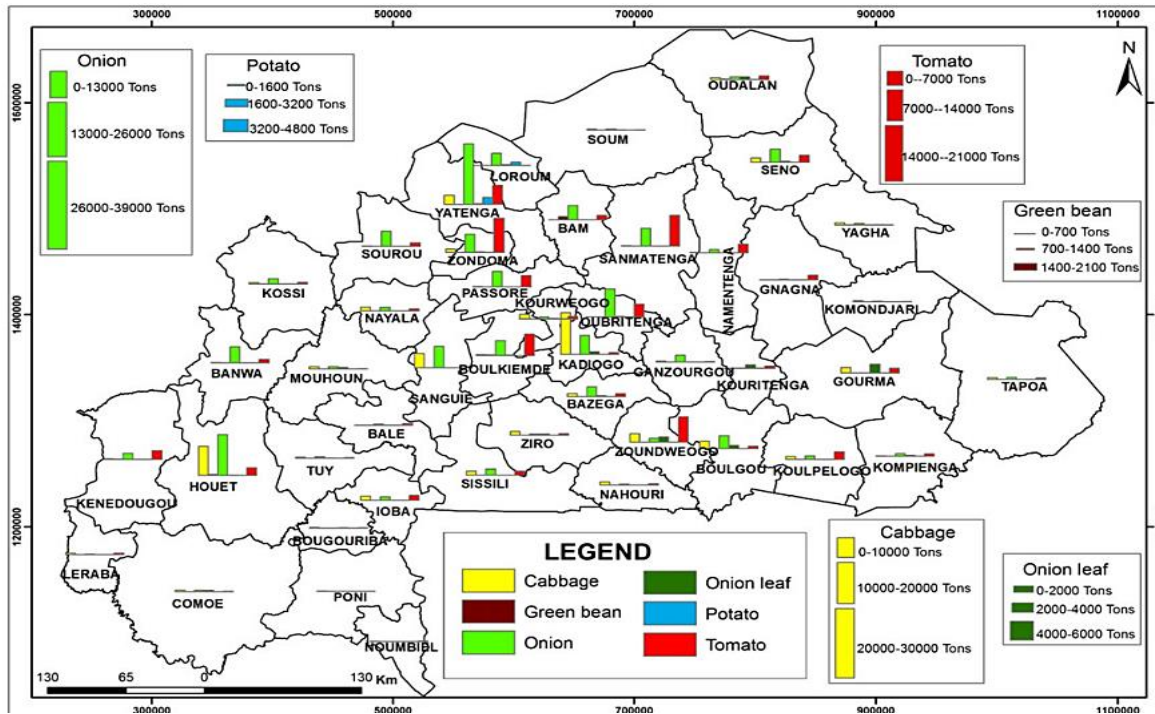 300000 500000 700000 900000 1100000
Onion
0-13000 Tons
13000-26000 Tons
26000-39000 Tons
Potato
0-1600 Tons
1600-3200 Tons
3200-4800 Tons
Tomato
0--7000 Tons
7000--14000 Tons
14000--21000 Tons
N
Green bean
0-700 Tons
700-1400 Tons
1400-2100 Tons
1600000
1600000
OUDALAN
SOUM
LOROUM
SENO
YATENGA
BAM
YAGHA
SOUROU
ZONDOMA
SANMATENGA
NAMENTENGA
PASSORE
GNAGNA
KOSSI
KOURWEOGO
KOMONDJARI
1400000
1400000
NAYALA
OUBRITENGA
BANWA
MOUHOUN
SANGUIE
BOULKIEMDE
KADIOGO
GANZOURGOU
KOURITENGA
GOURMA
TAPOA
BAZEGA
BALE
ZIRO
ZOUNDWEOGO
BOULGOU
KOULPELOGO
KOMPIENGA
TUY
HOUET
SISSILI
NAHOURI
KENEDOUGOU
IOBA
1200000
1200000
BOUGOURIBA
LERABA
COMOE
PONI
NOUMBIEL
LEGEND
Cabbage
Green bean
Onion
Onion leaf
Potato
Tomato
Cabbage
0-10000 Tons
10000-20000 Tons
20000-30000 Tons
Onion leaf
0-2000 Tons
2000-4000 Tons
4000-6000 Tons
130 65 0 130 Km
300000 500000 700000 900000 1100000